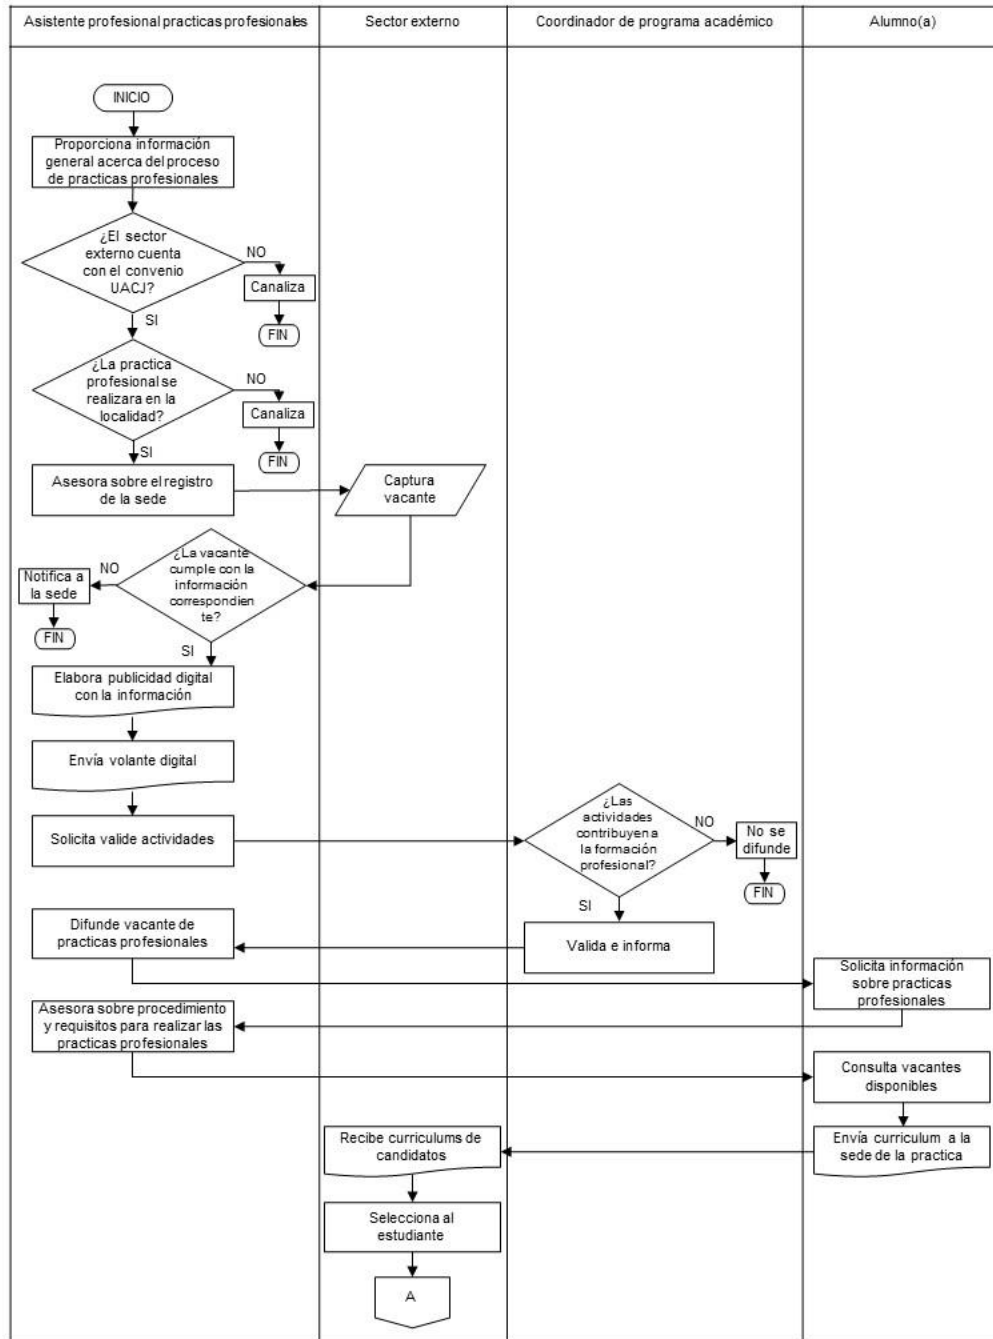 Asistente profesional practicas profesionales
Sector externo
Coordinador de programa académico
Alumno(a)
INICIO
Proporciona información
general acerca del proceso
de practicas profesionales
¿El sector
externo cuenta
con el convenio
UACJ?
NO
Canaliza
FIN
SI
¿La practica
profesional se
realizara en la
localidad?
NO
Canaliza
FIN
SI
Asesora sobre el registro
de la sede
Captura
vacante
¿La vacante
cumple con la
información
correspondien
te?
NO
Notifica a
la sede
FIN
SI
Elabora publicidad digital
con la información
Envía volante digital
Solicita valide actividades
¿Las
actividades
contribuyen a
la formación
profesional?
NO
No se
difunde
FIN
SI
Valida e informa
Difunde vacante de
practicas profesionales
Solicita información
sobre practicas
profesionales
Asesora sobre procedimiento
y requisitos para realizar las
practicas profesionales
Consulta vacantes
disponibles
Envía curriculum a la
sede de la practica
Recibe curriculums de
candidatos
Selecciona al
estudiante
A